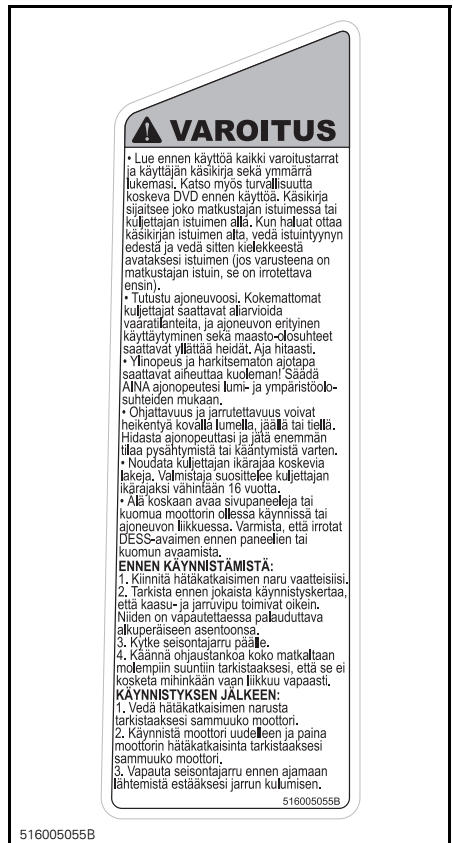 VAROITUS
• Lue ennen käyttöä kaikki varoitustarrat
ja käyttäjän käsikirja sekä ymmärrä
lukemasi. Katso myös turvallisuutta
koskeva DVD ennen käyttöä. Käsikirja
sijaitsee joko matkustajan istuimessa tai
kuljettajan istuimen alla. Kun haluat ottaa
käsikirjan istuimen alta, vedä istuintyynyn
edestä ja vedä sitten kielekkeestä
avataksesi istuimen (jos varusteena on
matkustajan istuin, se on irrotettava
ensin).
• Tutustu ajoneuvoosi. Kokemattomat
kuljettajat saattavat aliarvioida
vaaratilanteita, ja ajoneuvon erityinen
käyttäytyminen sekä maasto-olosuhteet
saattavat yllättää heidät. Aja hitaasti.
• Ylinopeus ja harkitsematon ajotapa
saattavat aiheuttaa kuoleman! Säädä
AINA ajonopeutesi lumi- ja ympäristöolo-
suhteiden mukaan.
• Ohjattavuus ja jarrutettavuus voivat
heikentyä kovalla lumella, jäällä tai tiellä.
Hidasta ajonopeuttasi ja jätä enemmän
tilaa pysähtymistä tai kääntymistä varten.
• Noudata kuljettajan ikärajaa koskevia
lakeja. Valmistaja suosittelee kuljettajan
ikärajaksi vähintään 16 vuotta.
• Älä koskaan avaa sivupaneeleja tai
kuomua moottorin ollessa käynnissä tai
ajoneuvon liikkuessa. Varmista, että irrotat
DESS-avaimen ennen paneelien tai
kuomun avaamista.
ENNEN KÄYNNISTÄMISTÄ:
1. Kiinnitä hätäkatkaisimen naru vaatteisiisi.
2. Tarkista ennen jokaista käynnistyskertaa,
että kaasu- ja jarruvipu toimivat oikein.
Niiden on vapautettaessa palauduttava
alkuperäiseen asentoonsa.
3. Kytke seisontajarru päälle.
4. Käännä ohjaustankoa koko matkaltaan
molempiin suuntiin tarkistaaksesi, että se ei
kosketa mihinkään vaan liikkuu vapaasti.
KÄYNNISTYKSEN JÄLKEEN:
1. Vedä hätäkatkaisimen narusta
tarkistaaksesi sammuuko moottori.
2. Käynnistä moottori uudelleen ja paina
moottorin hätäkatkaisinta tarkistaaksesi
sammuuko moottori.
3. Vapauta seisontajarru ennen ajamaan
lähtemistä estääksesi jarrun kulumisen.
516005055B
516005055B